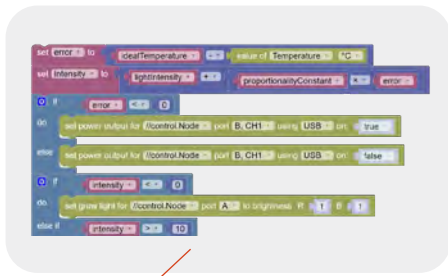 set error to idealTemperature - value of Temperature °C
set intensity to lightIntensity + proportionalityConstant × error
if error < 0
do set power output for //control.Node port B, CH1 using USB on: true
else set power output for //control.Node port B, CH1 using USB on: false
if intensity < 0
do set grow light for //control.Node port A to brightness R 1 B 1
else if intensity > 10